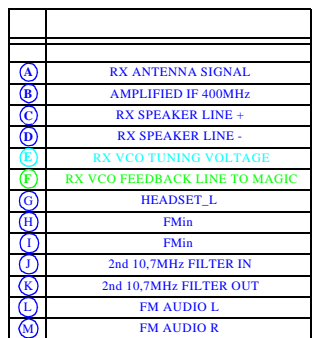 A RX ANTENNA SIGNAL
B AMPLIFIED IF 400MHz
C RX SPEAKER LINE +
D RX SPEAKER LINE -
E RX VCO TUNING VOLTAGE
F RX VCO FEEDBACK LINE TO MAGIC
G HEADSET_L
H FMin
I FMin
J 2nd 10,7MHz FILTER IN
K 2nd 10,7MHz FILTER OUT
L FM AUDIO L
M FM AUDIO R